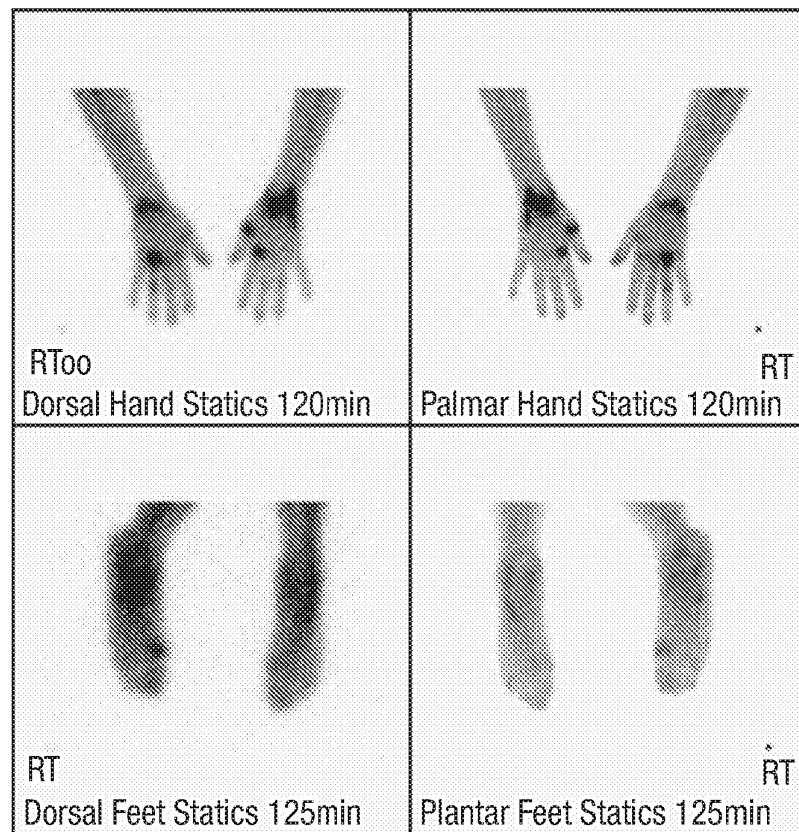 RToo
Dorsal Hand Statics 120min
RT
Palmar Hand Statics 120min
RT
Dorsal Feet Statics 125min
RT
Plantar Feet Statics 125min